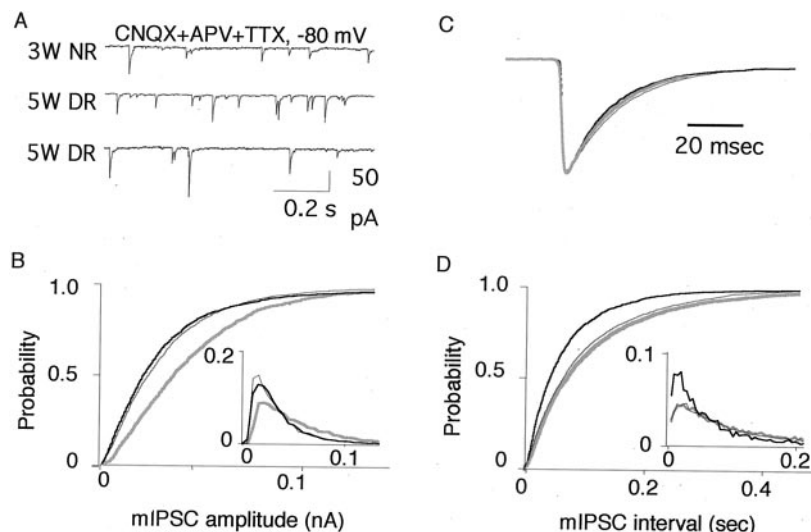 A
CNQX+APV+TTX, -80 mV
3W NR
5W DR
5W DR
50
pA
0.2 s
C
20 msec
B
Probability
1.0
0.5
0
0
0.1
0.2
0
0
0.1
mIPSC amplitude (nA)
D
Probability
1.0
0.5
0
0
0.2
0.4
0.1
0
0
0.2
mIPSC interval (sec)